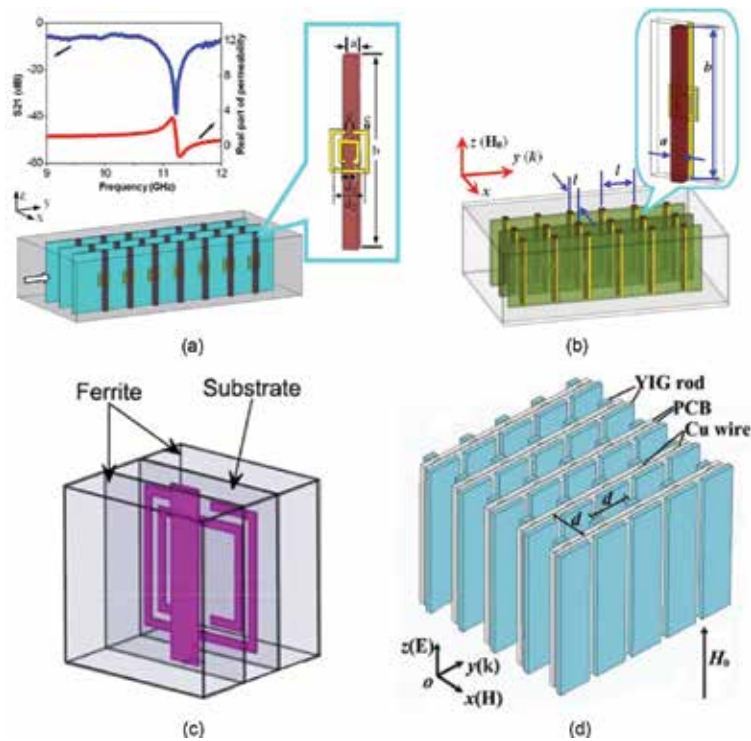 0
-20
-40
-60
S21 (dB)
12
8
4
0
Real part of permeability
9 10 11 12
Frequency(GHz)
a
b
z
(a)
z (H₀)
y (k)
x
l
l
a
b
(b)
Ferrite
Substrate
(c)
YIG rod
PCB
Cu wire
d
d
z(E)
y(k)
o
x(H)
H₀
(d)